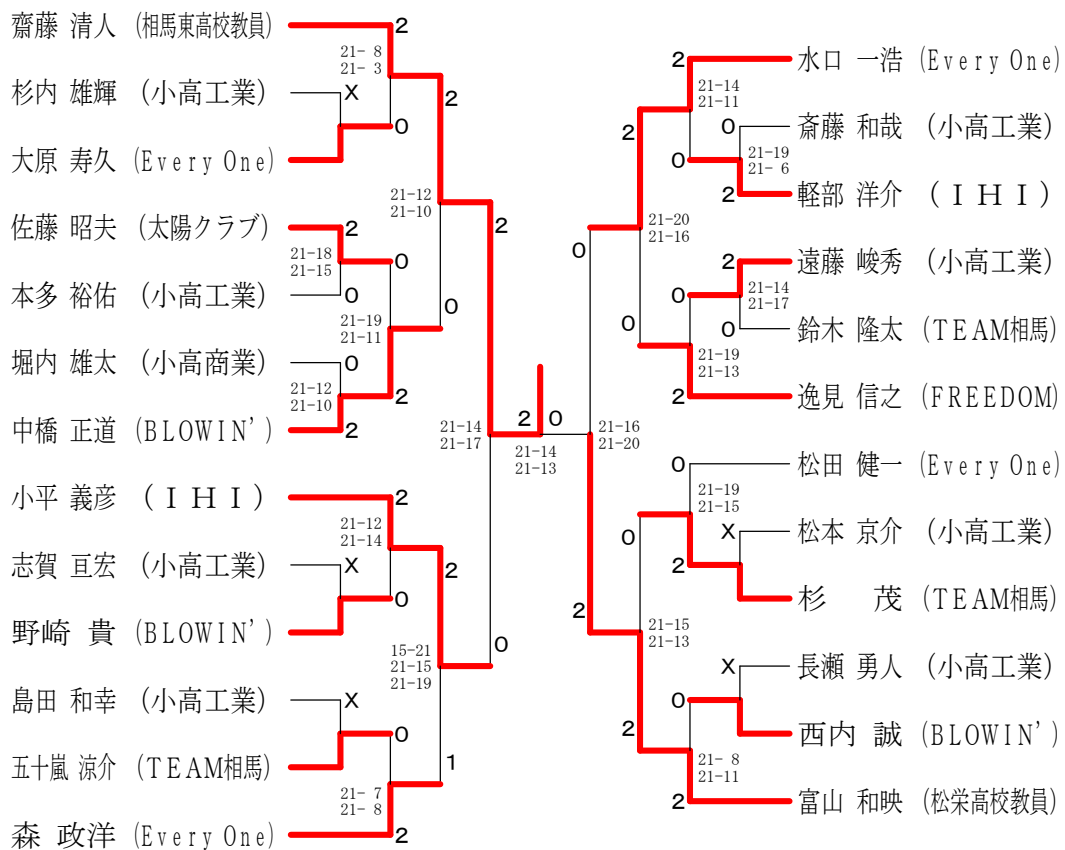 齋藤 清人 (相馬東高校教員)
2
21- 8
21- 3
杉内 雄輝 (小高工業)
X
0
大原 寿久 (Every One)
2
21-12
21-10
佐藤 昭夫 (太陽クラブ)
2
21-18
21-15
0
本多 裕佑 (小高工業)
0
21-19
21-11
0
堀内 雄太 (小高商業)
0
21-12
21-10
2
中橋 正道 (BLOWIN')
2
2
21-14
21-17
小平 義彦 (ＩＨＩ)
2
21-12
21-14
志賀 亘宏 (小高工業)
X
0
野崎 貴 (BLOWIN')
2
15-21
21-15
21-19
0
島田 和幸 (小高工業)
X
0
五十嵐 涼介 (TEAM相馬)
1
21- 7
21- 8
森 政洋 (Every One)
2
2 0
21-14
21-13
2
水口 一浩 (Every One)
21-14
21-11
2
0
斎藤 和哉 (小高工業)
21-19
21- 6
0
2
軽部 洋介 (ＩＨＩ)
0
21-20
21-16
2
遠藤 峻秀 (小高工業)
21-14
21-17
0
0
鈴木 隆太 (TEAM相馬)
0
21-19
21-13
2
逸見 信之 (FREEDOM)
21-16
21-20
0
松田 健一 (Every One)
21-19
21-15
0
X
松本 京介 (小高工業)
2
杉 茂 (TEAM相馬)
2
21-15
21-13
X
長瀬 勇人 (小高工業)
0
西内 誠 (BLOWIN')
2
21- 8
21-11
2
富山 和映 (松栄高校教員)